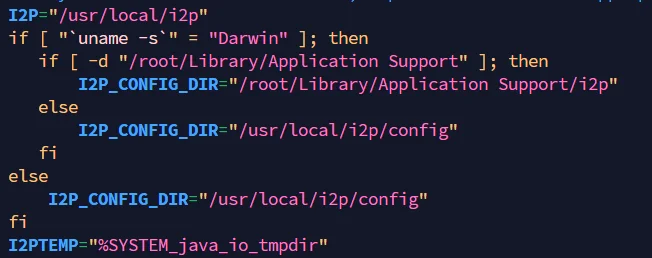 I2P="/usr/local/i2p"
if [ "`uname -s`" = "Darwin" ]; then
   if [ -d "/root/Library/Application Support" ]; then
       I2P_CONFIG_DIR="/root/Library/Application Support/i2p"
   else
       I2P_CONFIG_DIR="/usr/local/i2p/config"
   fi
else
    I2P_CONFIG_DIR="/usr/local/i2p/config"
fi
I2PTEMP="%SYSTEM_java_io_tmpdir"